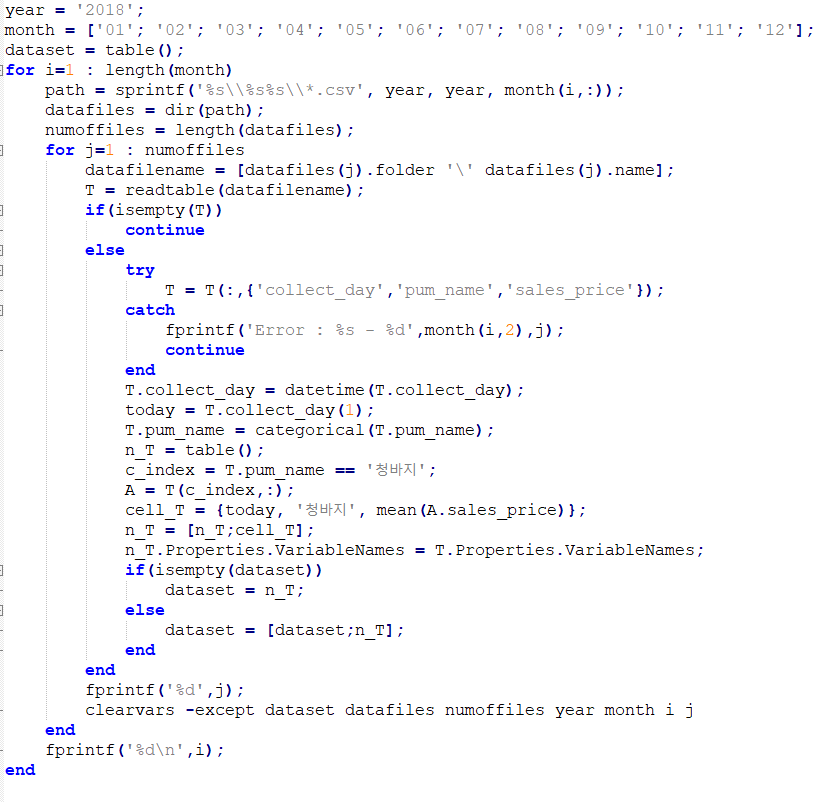 year = '2018';
month = ['01'; '02'; '03'; '04'; '05'; '06'; '07'; '08'; '09'; '10'; '11'; '12'];
dataset = table();
for i=1 : length(month)
    path = sprintf('%s\\%s%s\\*.csv', year, year, month(i,:));
    datafiles = dir(path);
    numoffiles = length(datafiles);
    for j=1 : numoffiles
        datafilename = [datafiles(j).folder '\' datafiles(j).name];
        T = readtable(datafilename);
        if(isempty(T))
            continue
        else
            try
                T = T(:,{'collect_day','pum_name','sales_price'});
            catch
                fprintf('Error : %s - %d',month(i,2),j);
                continue
            end
            T.collect_day = datetime(T.collect_day);
            today = T.collect_day(1);
            T.pum_name = categorical(T.pum_name);
            n_T = table();
            c_index = T.pum_name == '청바지';
            A = T(c_index,:);
            cell_T = {today, '청바지', mean(A.sales_price)};
            n_T = [n_T;cell_T];
            n_T.Properties.VariableNames = T.Properties.VariableNames;
            if(isempty(dataset))
                dataset = n_T;
            else
                dataset = [dataset;n_T];
            end
        end
        fprintf('%d',j);
        clearvars -except dataset datafiles numoffiles year month i j
    end
    fprintf('%d\n',i);
end